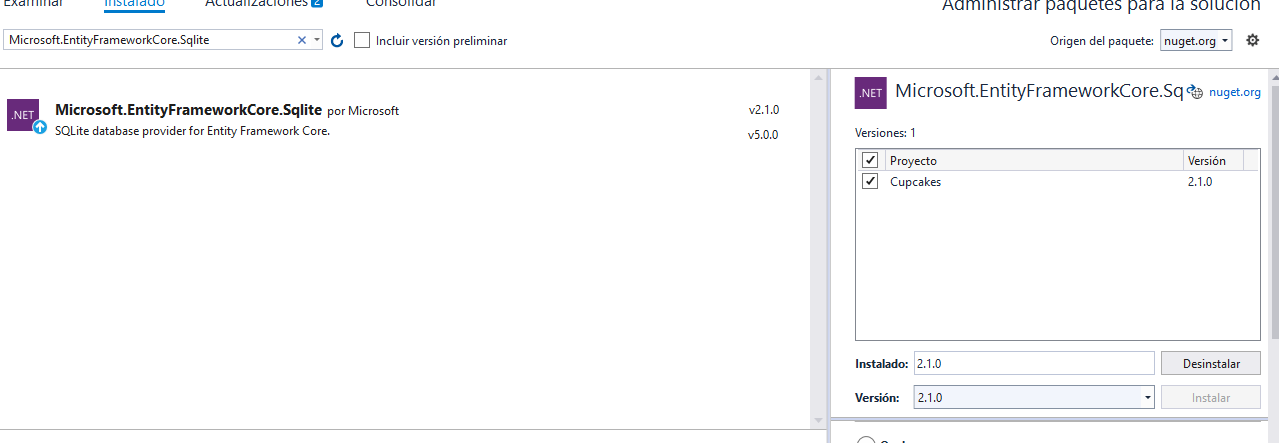 Examinar Instalado Actualizaciones 2 Consolidar Administrar paquetes para la solución
Microsoft.EntityFrameworkCore.Sqlite Incluir versión preliminar Origen del paquete: nuget.org
.NET Microsoft.EntityFrameworkCore.Sqlite por Microsoft v2.1.0
SQLite database provider for Entity Framework Core. v5.0.0
.NET Microsoft.EntityFrameworkCore.Sq nuget.org
Versiones: 1
Proyecto Versión
Cupcakes 2.1.0
Instalado: 2.1.0 Desinstalar
Versión: 2.1.0 Instalar